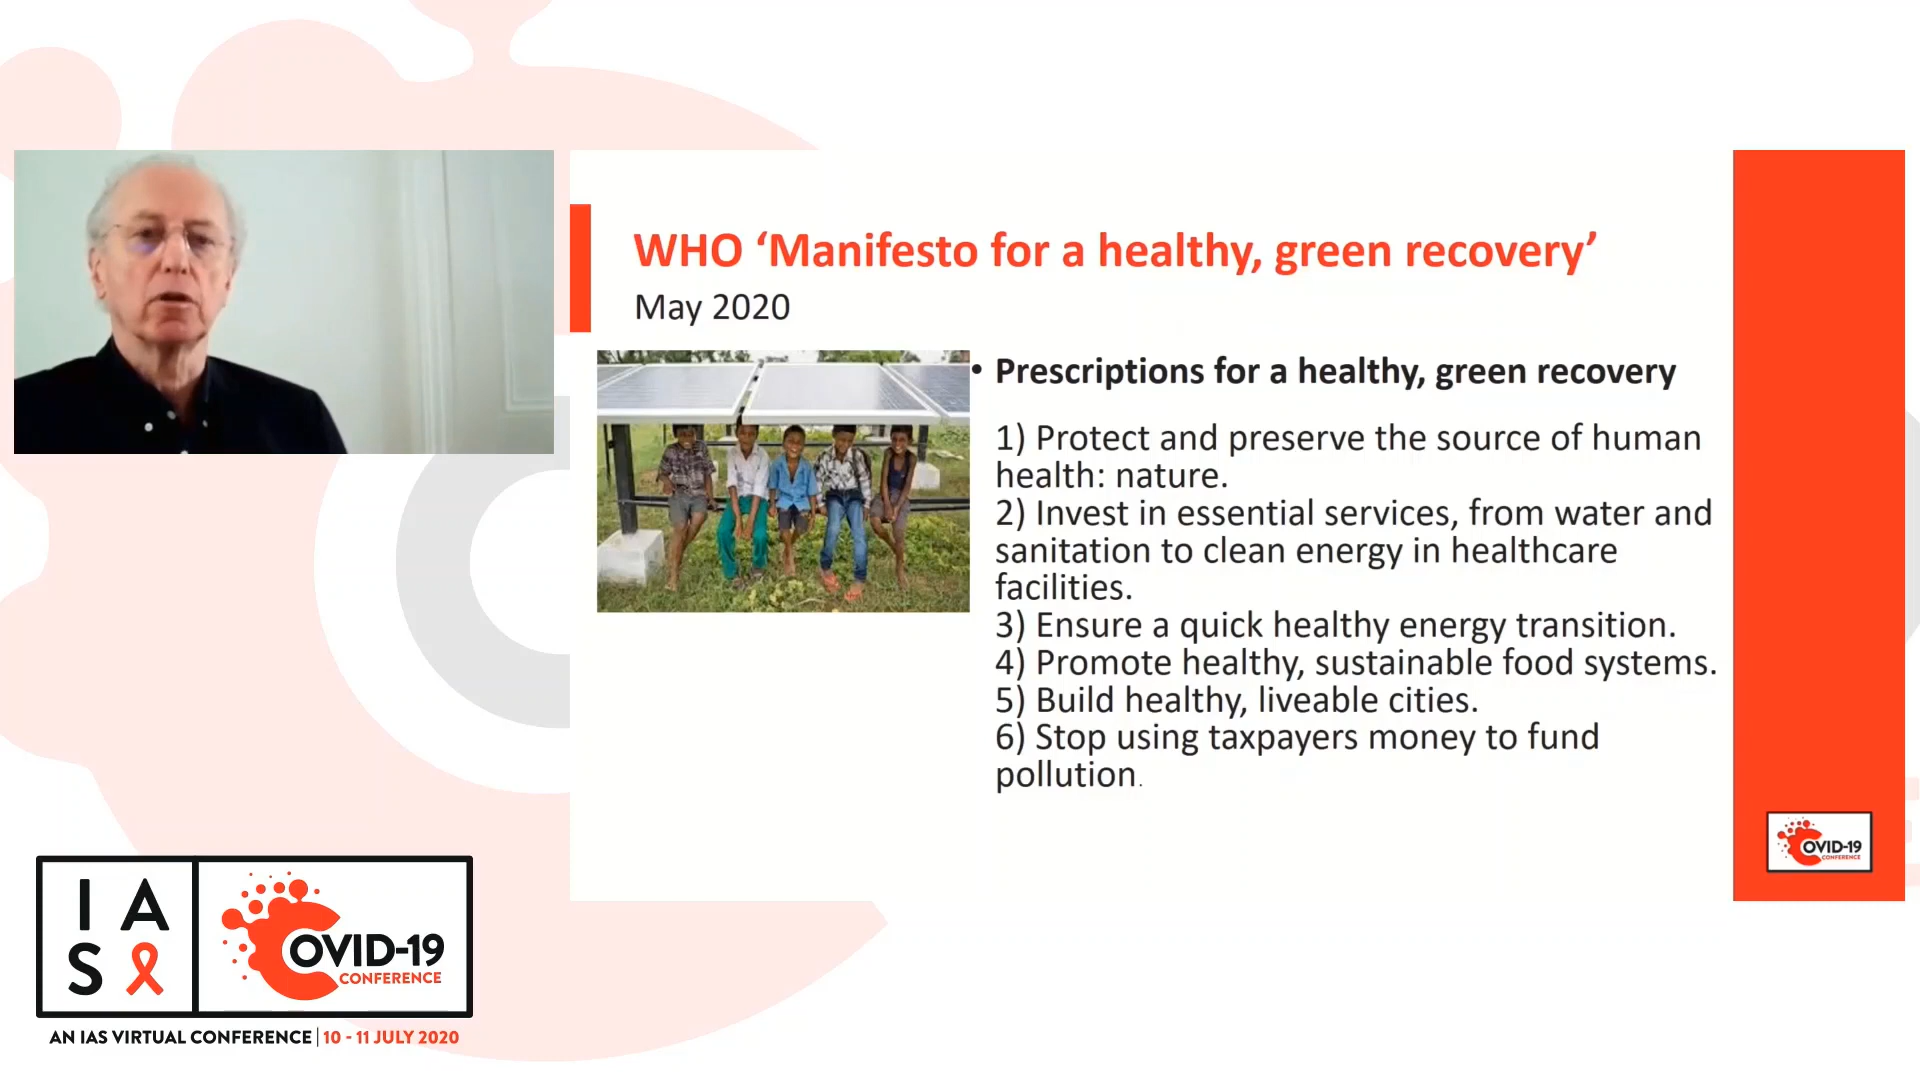 WHO ‘Manifesto for a healthy, green recovery’
May 2020
• Prescriptions for a healthy, green recovery
1) Protect and preserve the source of human
health: nature.
2) Invest in essential services, from water and
sanitation to clean energy in healthcare
facilities.
3) Ensure a quick healthy energy transition.
4) Promote healthy, sustainable food systems.
5) Build healthy, liveable cities.
6) Stop using taxpayers money to fund
pollution.
COVID-19
CONFERENCE
I A
S
COVID-19
CONFERENCE
AN IAS VIRTUAL CONFERENCE | 10 - 11 JULY 2020